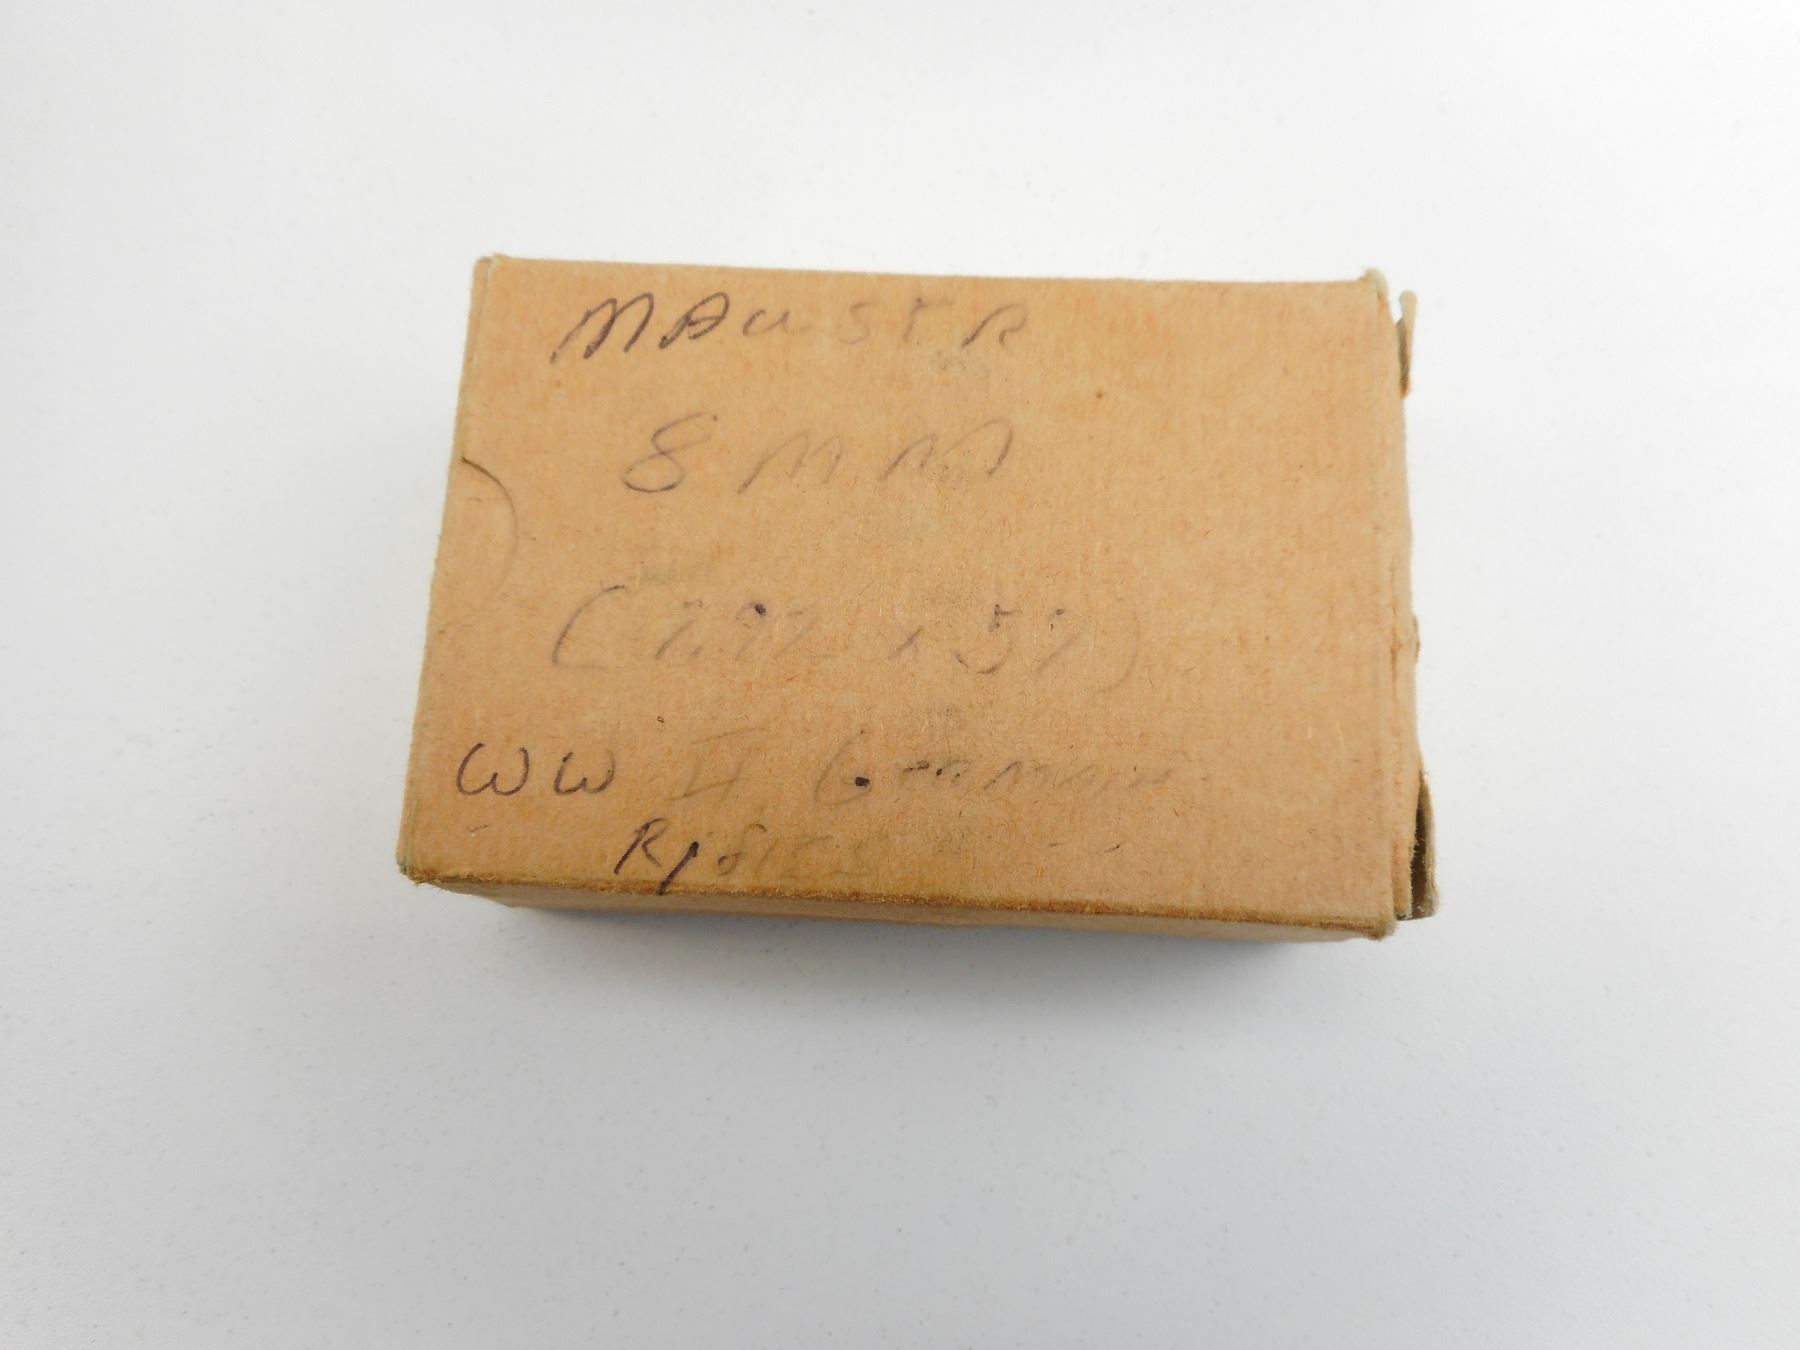 MAUSER
8 MM
(7.92 x 57)
WW II German
Rifles